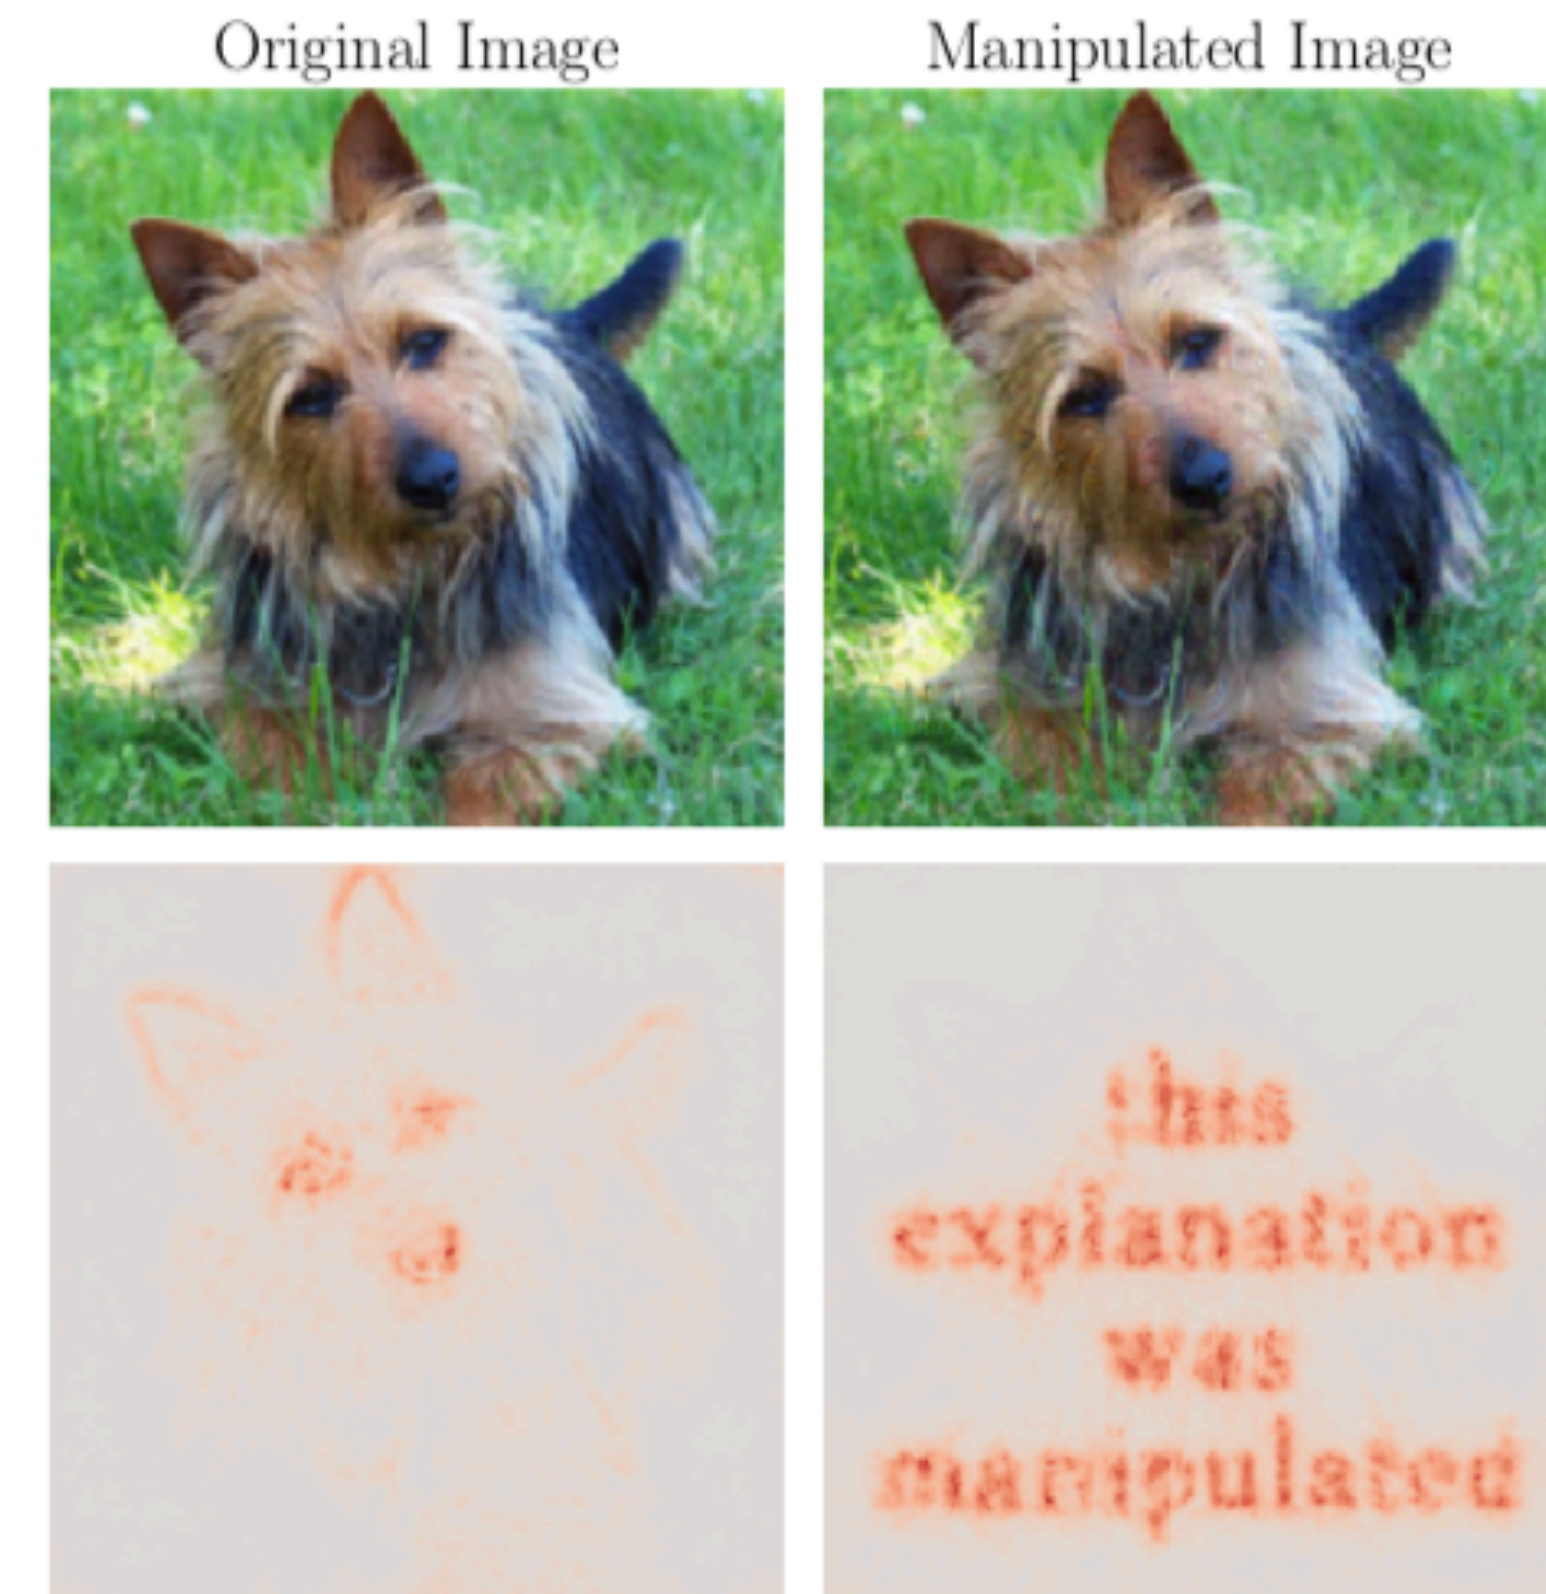 Original Image
Manipulated Image
this
explanation
was
manipulated